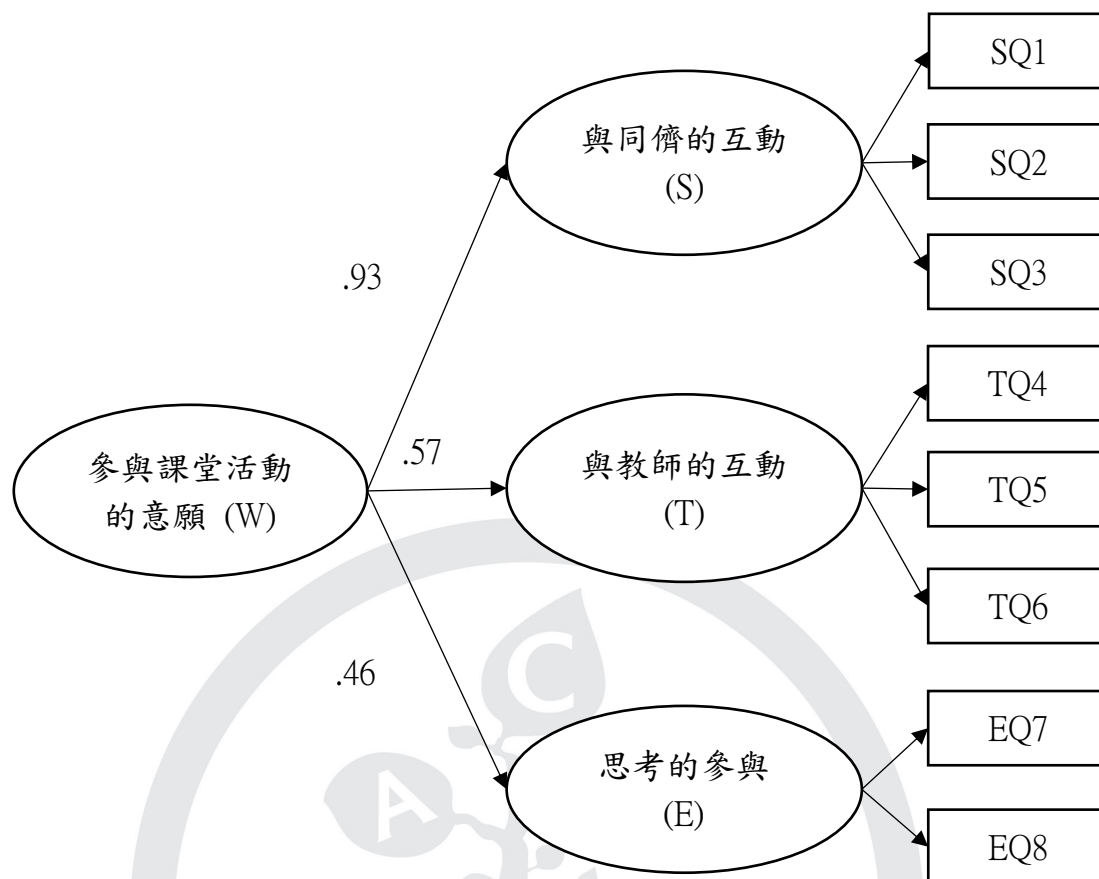 SQ1
與同儕的互動
(S)
SQ2
SQ3
.93
TQ4
.57
參與課堂活動
的意願 (W)
與教師的互動
(T)
TQ5
TQ6
.46
C
A
思考的參與
(E)
EQ7
EQ8